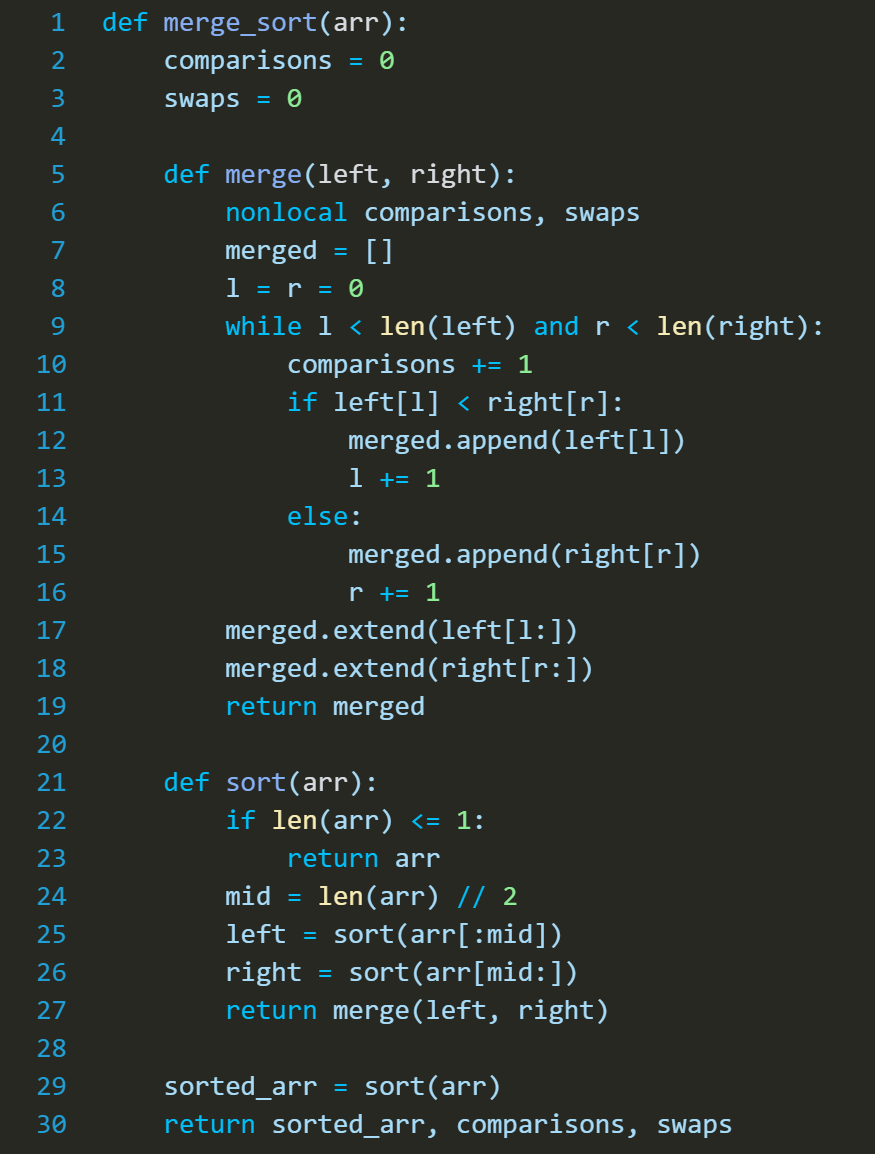 1 def merge_sort(arr):
2     comparisons = 0
3     swaps = 0
4
5     def merge(left, right):
6         nonlocal comparisons, swaps
7         merged = []
8         l = r = 0
9         while l < len(left) and r < len(right):
10             comparisons += 1
11             if left[l] < right[r]:
12                 merged.append(left[l])
13                 l += 1
14             else:
15                 merged.append(right[r])
16                 r += 1
17         merged.extend(left[l:])
18         merged.extend(right[r:])
19         return merged
20
21     def sort(arr):
22         if len(arr) <= 1:
23             return arr
24         mid = len(arr) // 2
25         left = sort(arr[:mid])
26         right = sort(arr[mid:])
27         return merge(left, right)
28
29     sorted_arr = sort(arr)
30     return sorted_arr, comparisons, swaps